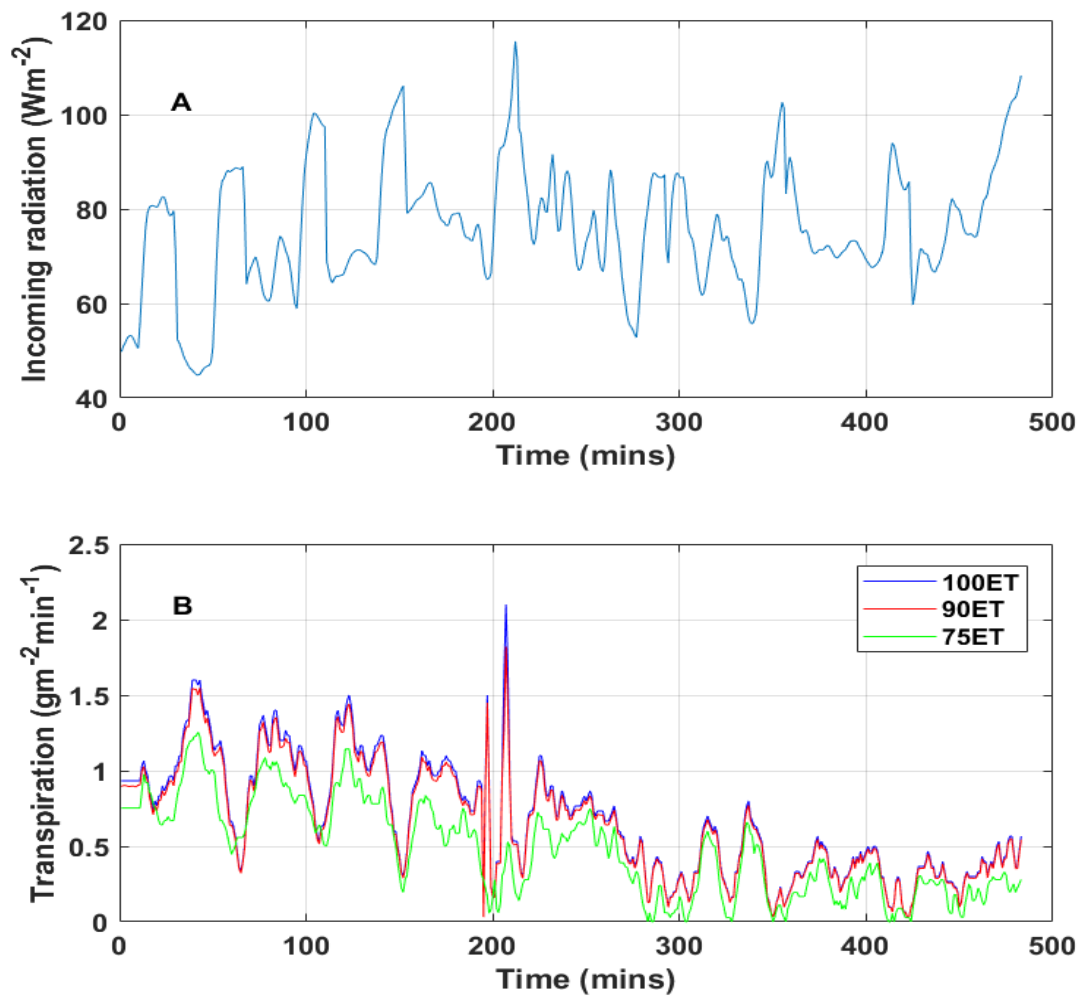 120
100
80
60
40
Incoming radiation (Wm-2)
A
0 100 200 300 400 500
Time (mins)
2.5
2
1.5
1
0.5
0
Transpiration (gm-2min-1)
B
100ET
90ET
75ET
0 100 200 300 400 500
Time (mins)